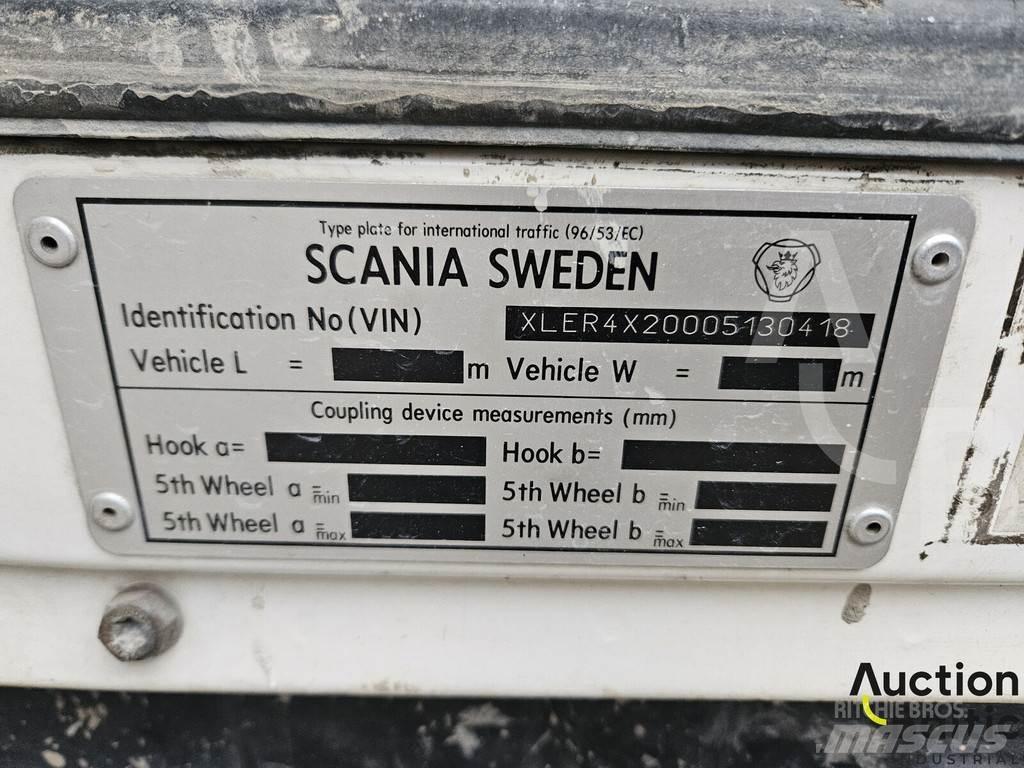 Type plate for international traffic (96/53/EC)
SCANIA SWEDEN
Identification No(VIN) XLER4X20005130418
Vehicle L = m Vehicle W = m
Coupling device measurements (mm)
Hook a= Hook b=
5th Wheel a = min 5th Wheel b = min
5th Wheel a = max 5th Wheel b = max
Auction
RITCHIE BROS.
MASCUS